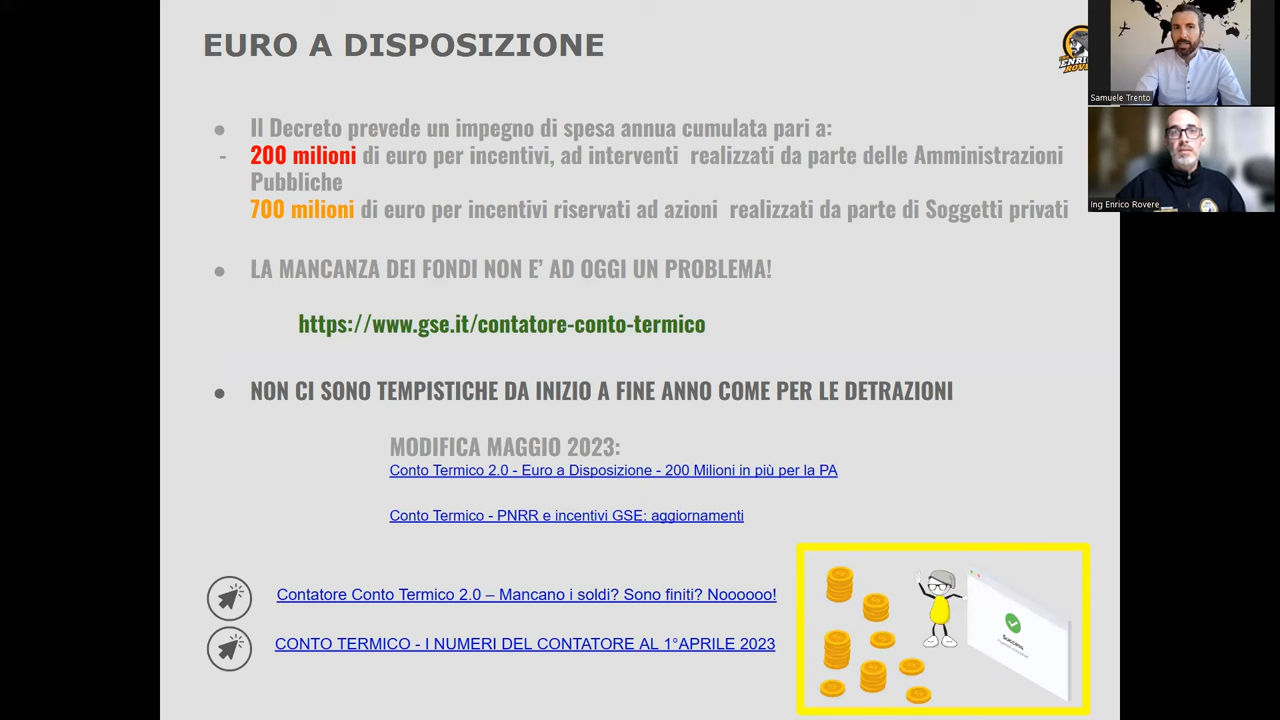 EURO A DISPOSIZIONE
ENRICO
ROVERE
Samuele Trento
Ing Enrico Rovere
● Il Decreto prevede un impegno di spesa annua cumulata pari a:
- 200 milioni di euro per incentivi, ad interventi realizzati da parte delle Amministrazioni
Pubbliche
700 milioni di euro per incentivi riservati ad azioni realizzati da parte di Soggetti privati
● LA MANCANZA DEI FONDI NON E' AD OGGI UN PROBLEMA!
https://www.gse.it/contatore-conto-termico
● NON CI SONO TEMPISTICHE DA INIZIO A FINE ANNO COME PER LE DETRAZIONI
MODIFICA MAGGIO 2023:
Conto Termico 2.0 - Euro a Disposizione - 200 Milioni in più per la PA
Conto Termico - PNRR e incentivi GSE: aggiornamenti
Contatore Conto Termico 2.0 – Mancano i soldi? Sono finiti? Noooooo!
CONTO TERMICO - I NUMERI DEL CONTATORE AL 1°APRILE 2023
Success